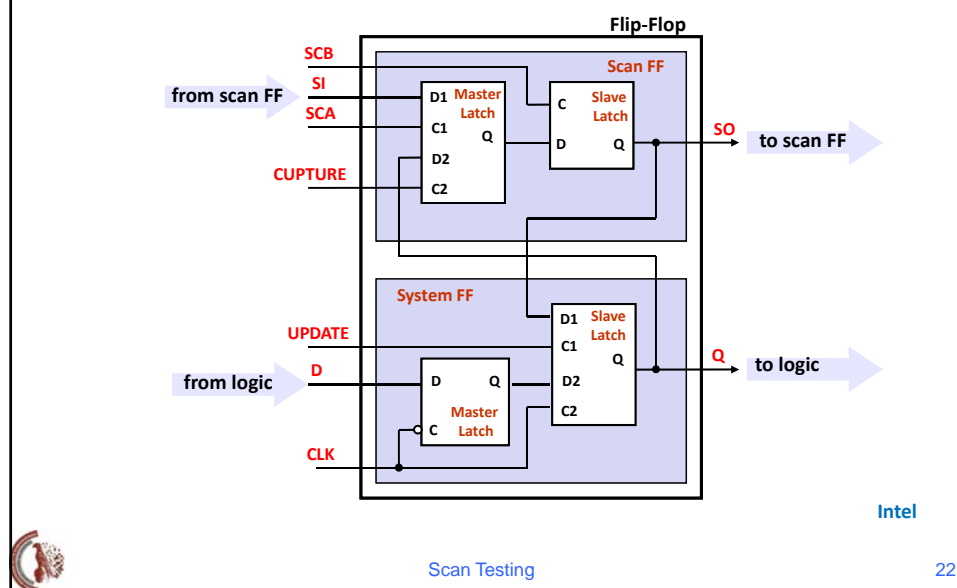 Flip-Flop
SCB
Scan FF
from scan FF
SI
SCA
CUPTURE
D1
Master
Latch
C1
Q
D2
C2
C
Slave
Latch
D
Q
SO
to scan FF
System FF
UPDATE
from logic
D
D
Q
Master
C
Latch
CLK
D1
Slave
Latch
C1
Q
D2
C2
Q
to logic
Intel
Scan Testing
22